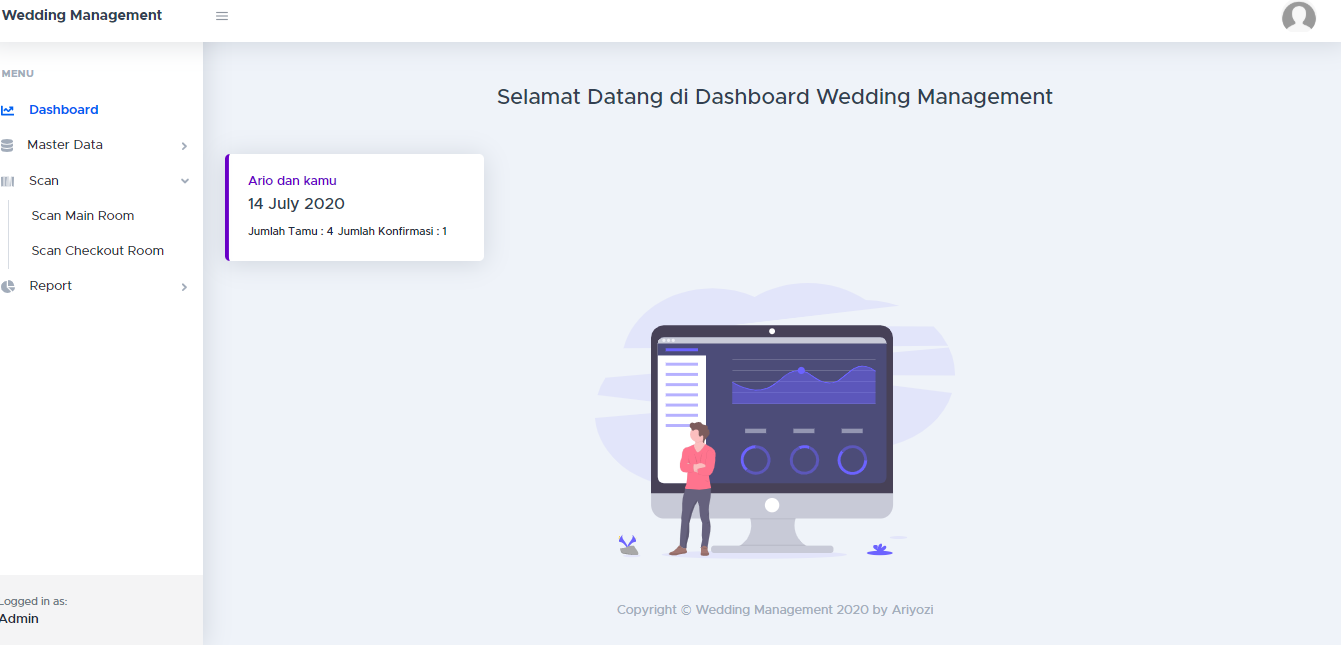 Wedding Management
MENU
Dashboard
Master Data
Scan
Scan Main Room
Scan Checkout Room
Report
Logged in as:
Admin
Selamat Datang di Dashboard Wedding Management
Ario dan kamu
14 July 2020
Jumlah Tamu : 4 Jumlah Konfirmasi : 1
Copyright © Wedding Management 2020 by Ariyozi